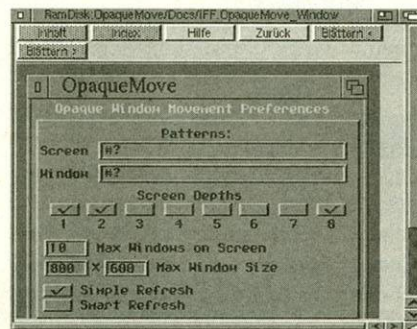 RamDisk:OpaqueMove/Docs/IFF.OpaqueMove_Window
Inhalt Index Hilfe Zurück Blättern <
Blättern >
OpaqueMove
Opaque Window Movement Preferences
Patterns:
Screen #?
Window #?
Screen Depths
1 2 3 4 5 6 7 8
10 Max Windows on Screen
800 x 600 Max Window Size
Simple Refresh
Smart Refresh